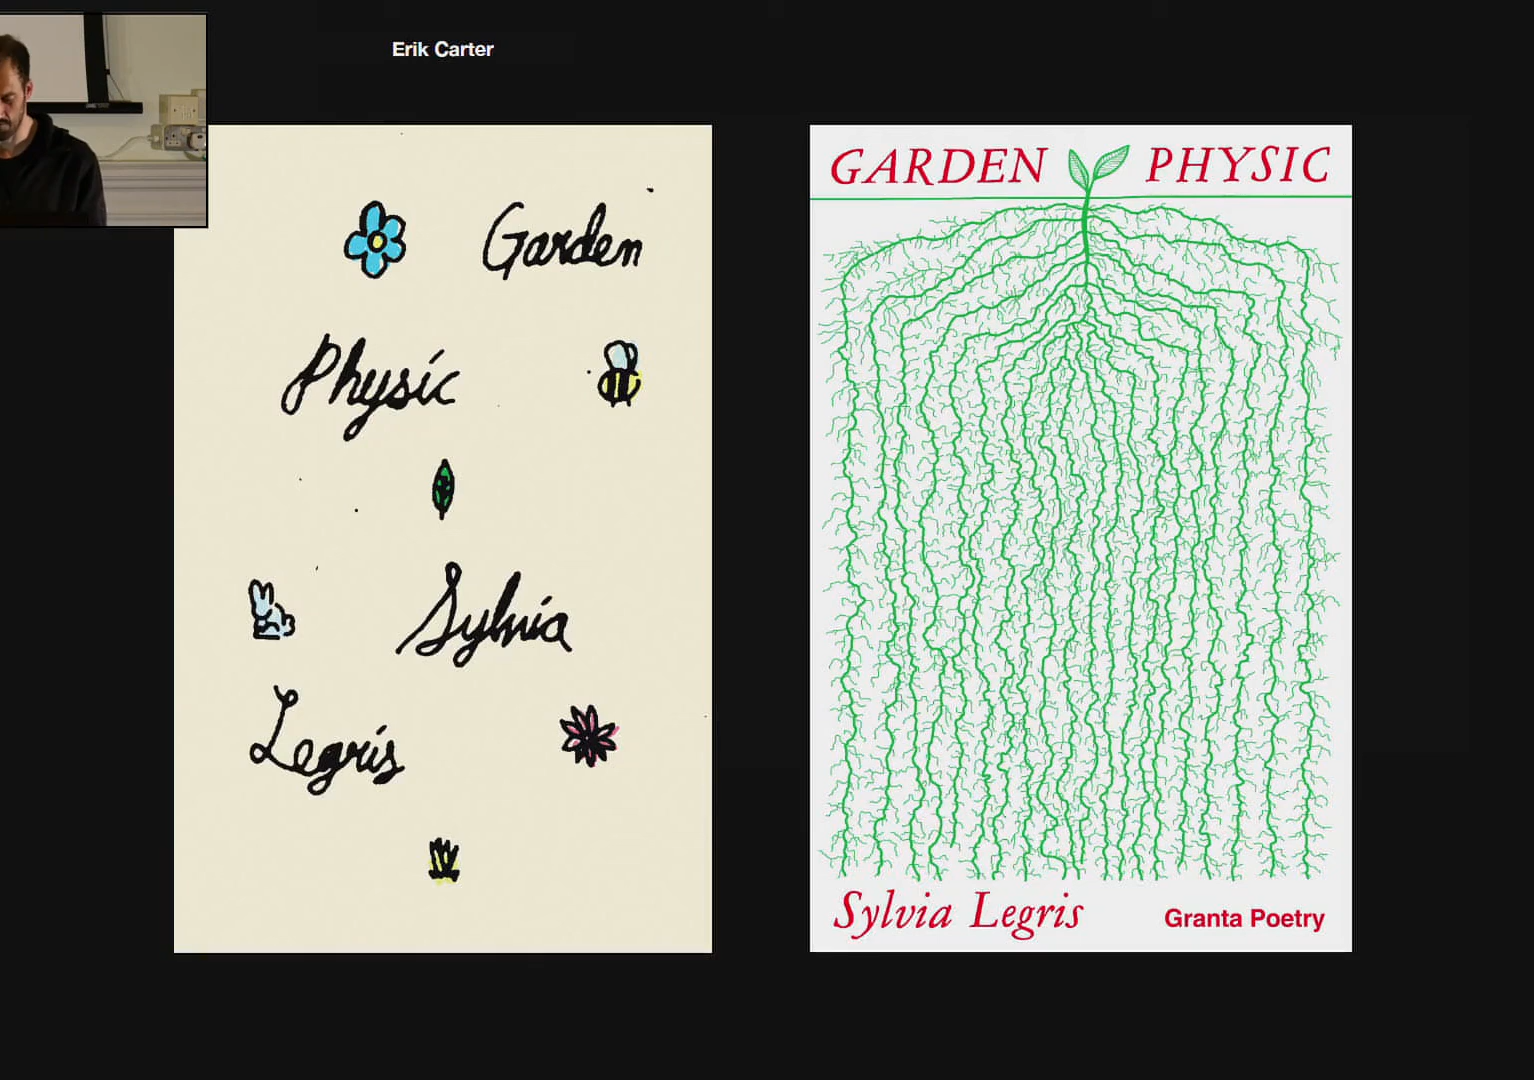 Erik Carter
Garden
Physic
Sylvia
Legris
GARDEN PHYSIC
Sylvia Legris
Granta Poetry